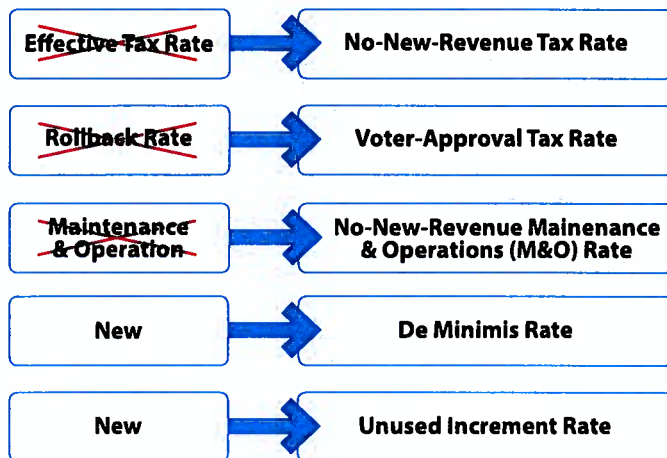 Effective Tax Rate
No-New-Revenue Tax Rate
Rollback Rate
Voter-Approval Tax Rate
Maintenance
& Operation
No-New-Revenue Mainenance
& Operations (M&O) Rate
New
De Minimis Rate
New
Unused Increment Rate